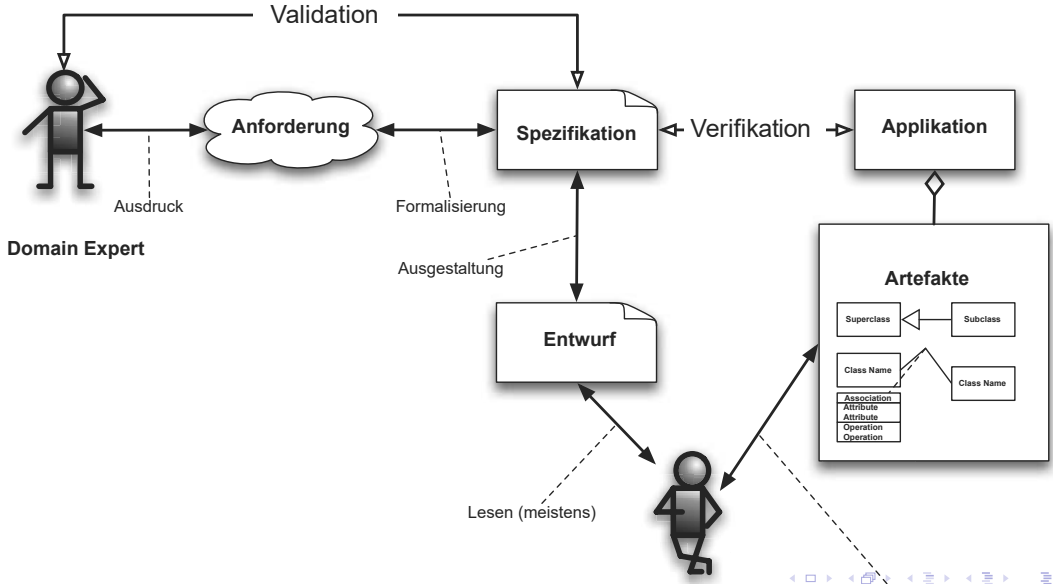 Validation
Anforderung
Spezifikation
Verifikation
Applikation
Ausdruck
Formalisierung
Domain Expert
Ausgestaltung
Artefakte
Superclass
Subclass
Entwurf
Class Name
Class Name
Association
Attribute
Attribute
Operation
Operation
Lesen (meistens)